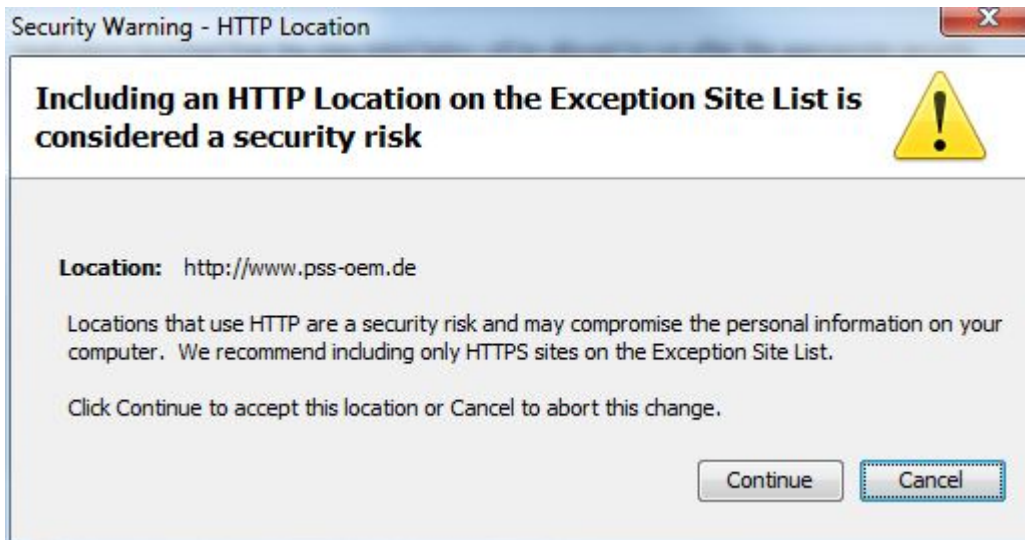 Security Warning - HTTP Location
Including an HTTP Location on the Exception Site List is
considered a security risk
Location: http://www.pss-oem.de
Locations that use HTTP are a security risk and may compromise the personal information on your
computer. We recommend including only HTTPS sites on the Exception Site List.
Click Continue to accept this location or Cancel to abort this change.
Continue Cancel